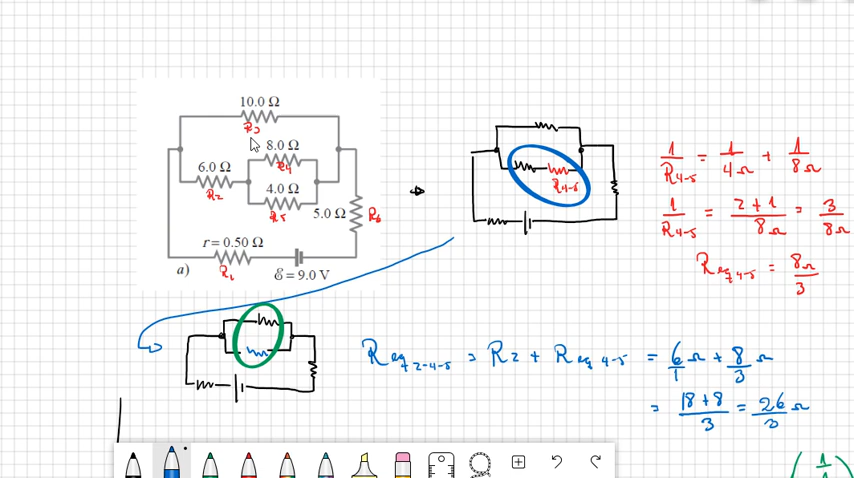 10.0 Ω
R3
8.0 Ω
R4
6.0 Ω
R2
4.0 Ω
R5
5.0 Ω
R6
r = 0.50 Ω
R1
a)
ℰ = 9.0 V
R4-5
1/R4-5 = 1/4Ω + 1/8Ω
1/R4-5 = 2+1/8Ω = 3/8Ω
Req4-5 = 8Ω/3
Req2-4-5 = R2 + Req4-5 = 6/1 Ω + 8/3 Ω
= 18+8/3 = 26/3 Ω